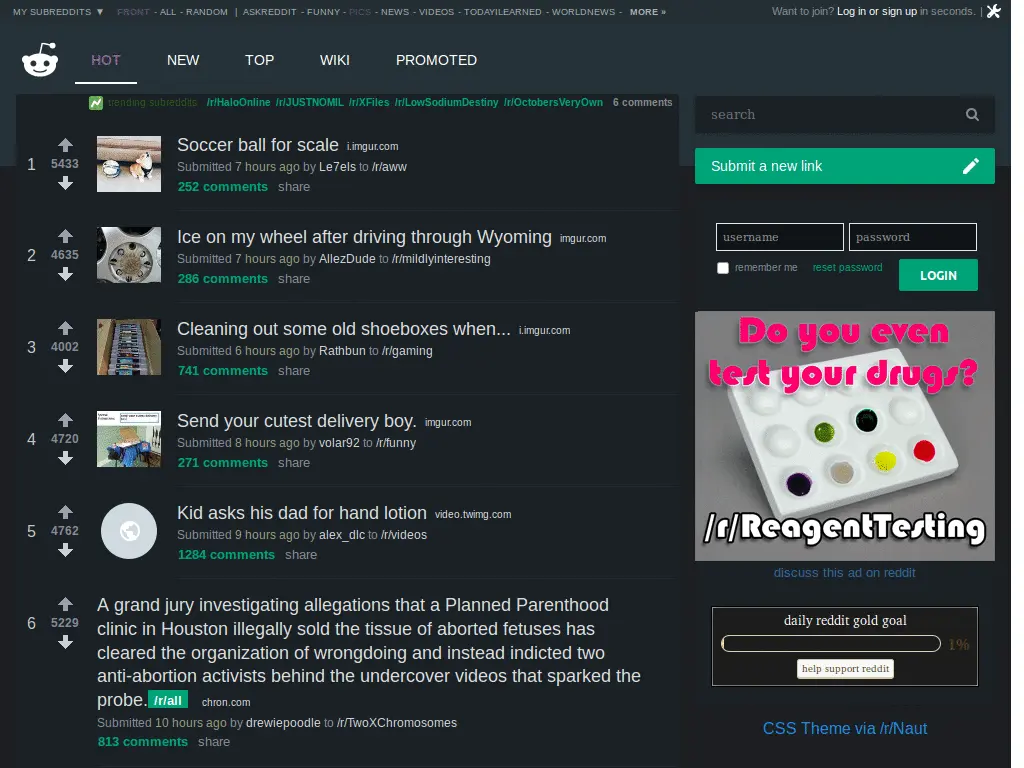 MY SUBREDDITS ▼ FRONT - ALL - RANDOM | ASKREDDIT - FUNNY - PICS - NEWS - VIDEOS - TODAYILEARNED - WORLDNEWS - MORE »
Want to join? Log in or sign up in seconds. |
HOT NEW TOP WIKI PROMOTED
trending subreddits /r/HaloOnline /r/JUSTNOMIL /r/XFiles /r/LowSodiumDestiny /r/OctobersVeryOwn 6 comments
1
5433
Soccer ball for scale i.imgur.com
Submitted 7 hours ago by Le7els to /r/aww
252 comments share
2
4635
Ice on my wheel after driving through Wyoming imgur.com
Submitted 7 hours ago by AllezDude to /r/mildlyinteresting
286 comments share
3
4002
Cleaning out some old shoeboxes when... i.imgur.com
Submitted 6 hours ago by Rathbun to /r/gaming
741 comments share
4
4720
Send your cutest delivery boy. imgur.com
Submitted 8 hours ago by volar92 to /r/funny
271 comments share
5
4762
Kid asks his dad for hand lotion video.twimg.com
Submitted 9 hours ago by alex_dlc to /r/videos
1284 comments share
6
5229
A grand jury investigating allegations that a Planned Parenthood
clinic in Houston illegally sold the tissue of aborted fetuses has
cleared the organization of wrongdoing and instead indicted two
anti-abortion activists behind the undercover videos that sparked the
probe. /r/all chron.com
Submitted 10 hours ago by drewiepoodle to /r/TwoXChromosomes
813 comments share
search
Submit a new link
username password
remember me reset password LOGIN
Do you even
test your drugs?
/r/ReagentTesting
discuss this ad on reddit
daily reddit gold goal
1%
help support reddit
CSS Theme via /r/Naut